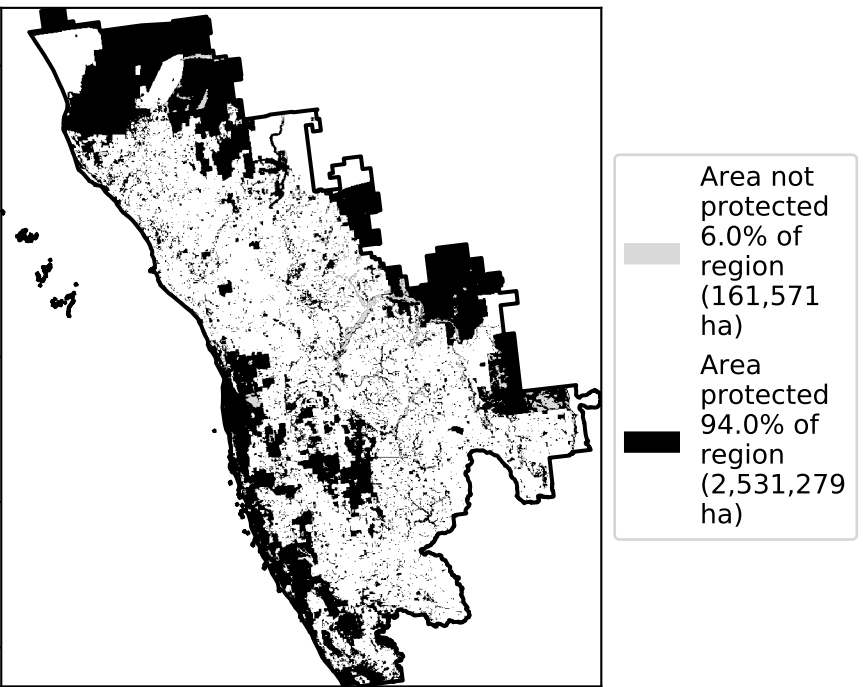 Area not
protected
6.0% of
region
(161,571
ha)
Area
protected
94.0% of
region
(2,531,279
ha)